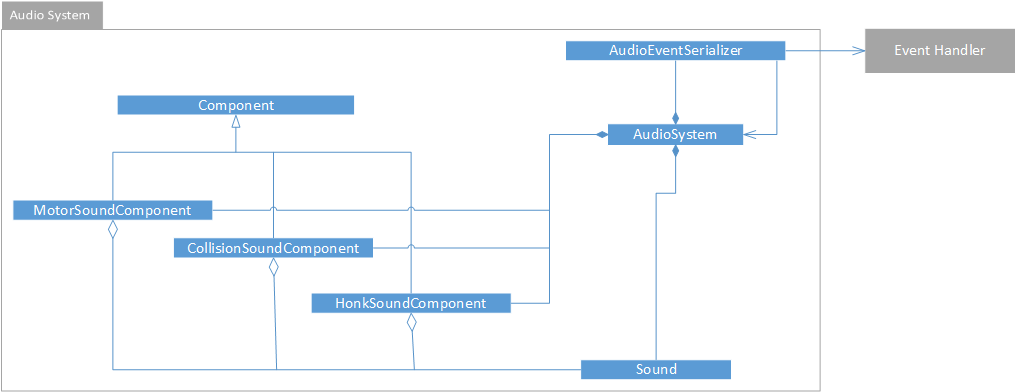 Audio System
AudioEventSerializer
Event Handler
Component
AudioSystem
MotorSoundComponent
CollisionSoundComponent
HonkSoundComponent
Sound